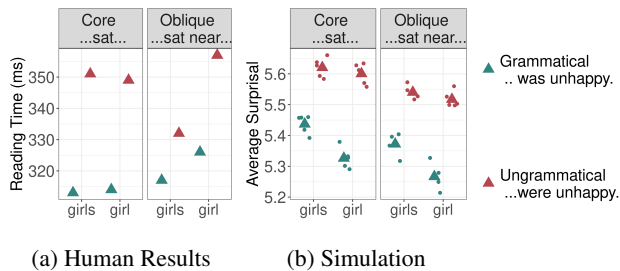 Core
...sat...
Oblique
...sat near...
Reading Time (ms)
350
340
330
320
girls
girl
girls
girl
(a) Human Results
Core
...sat...
Oblique
...sat near...
Average Surprisal
5.6
5.5
5.4
5.3
5.2
girls
girl
girls
girl
(b) Simulation
Grammatical
.. was unhappy.
Ungrammatical
...were unhappy.